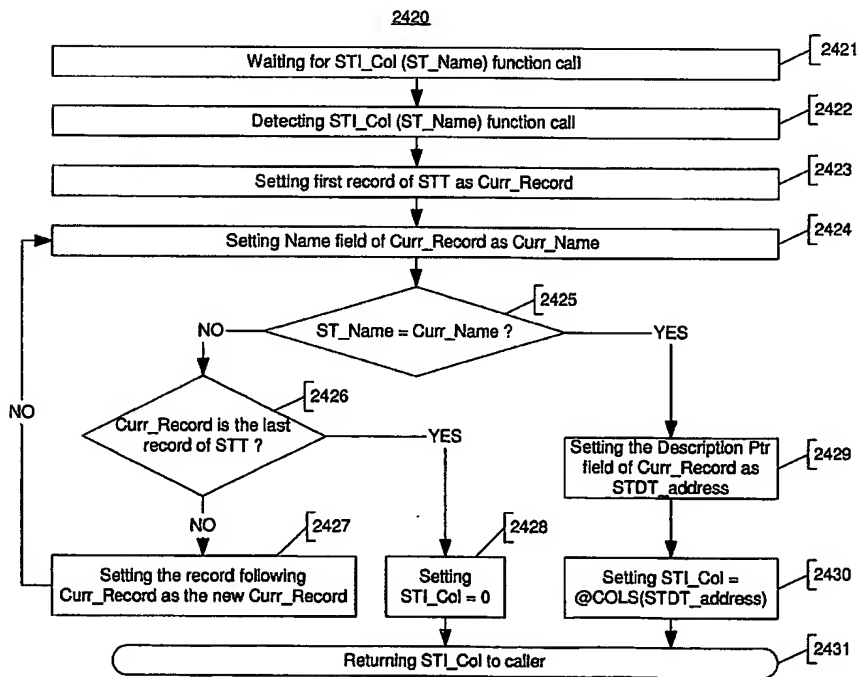 2420
Waiting for STI_Col (ST_Name) function call
2421
Detecting STI_Col (ST_Name) function call
2422
Setting first record of STT as Curr_Record
2423
Setting Name field of Curr_Record as Curr_Name
2424
ST_Name = Curr_Name ?
2425
NO
YES
Curr_Record is the last
record of STT ?
2426
NO
YES
NO
Setting the Description Ptr
field of Curr_Record as
STDT_address
2429
Setting the record following
Curr_Record as the new Curr_Record
2427
Setting
STI_Col = 0
2428
Setting STI_Col =
@COLS(STDT_address)
2430
Returning STI_Col to caller
2431